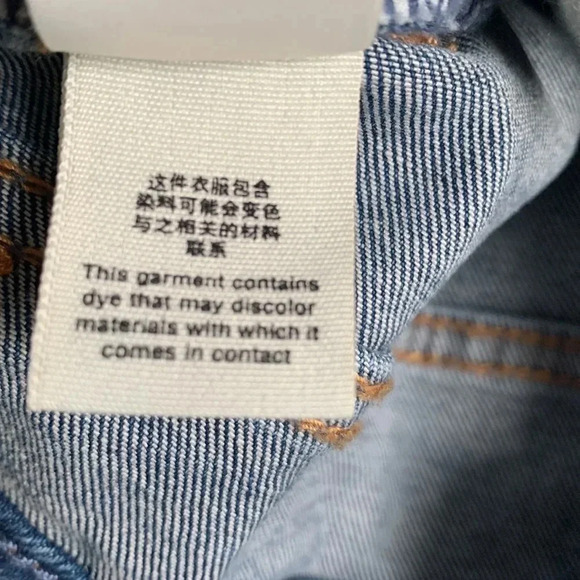 这件衣服包含
染料可能会变色
与之相关的材料
联系
This garment contains
dye that may discolor
materials with which it
comes in contact